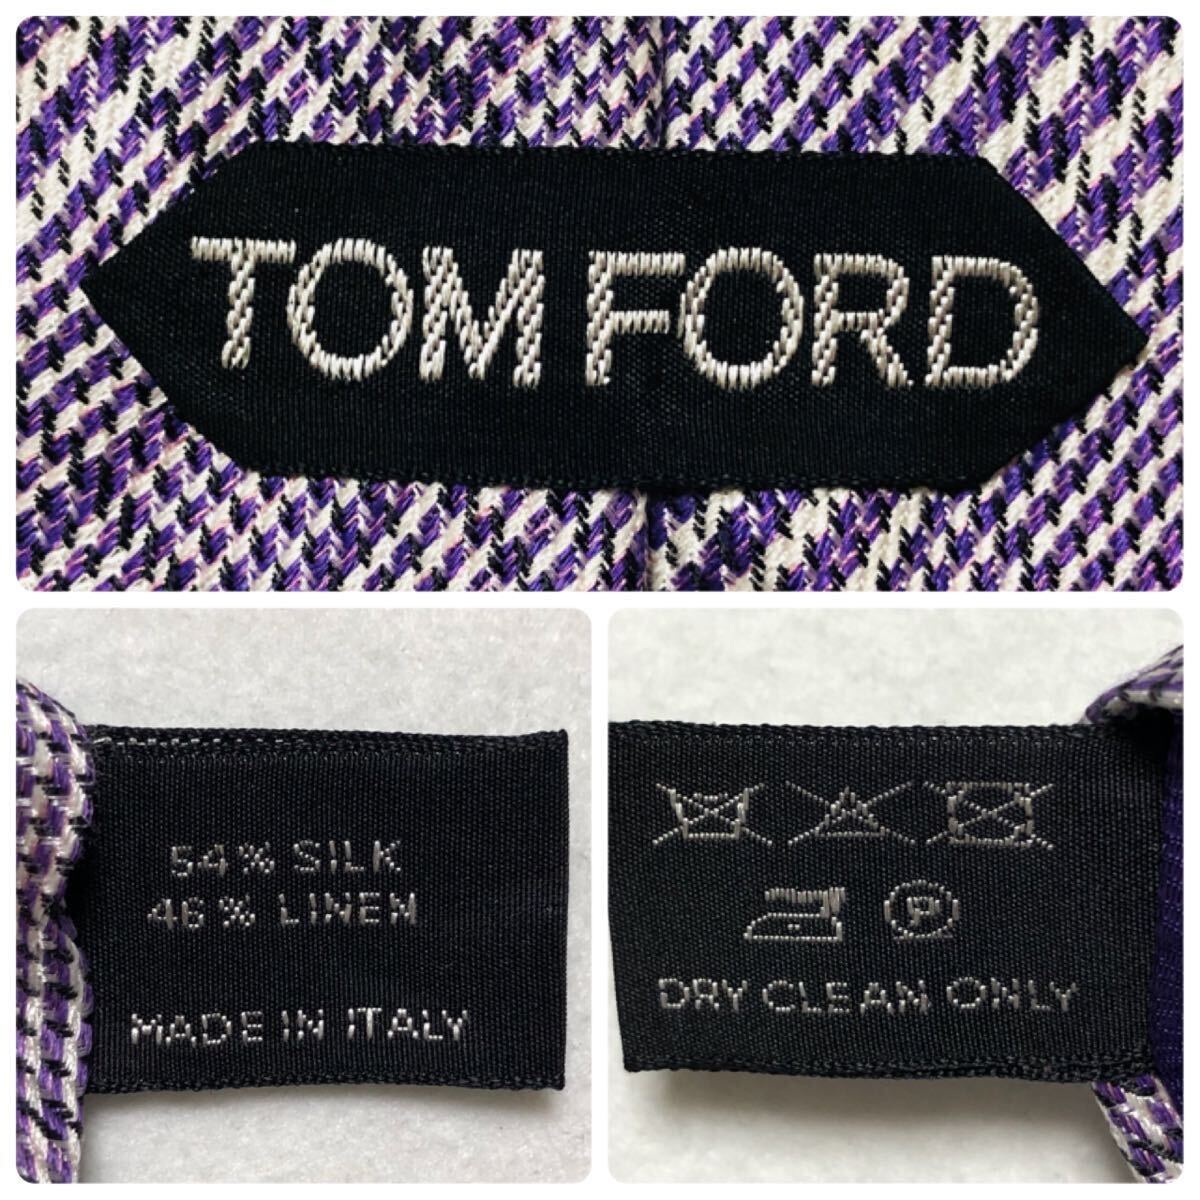 TOM FORD
54% SILK
46% LINEN
MADE IN ITALY
P
DRY CLEAN ONLY